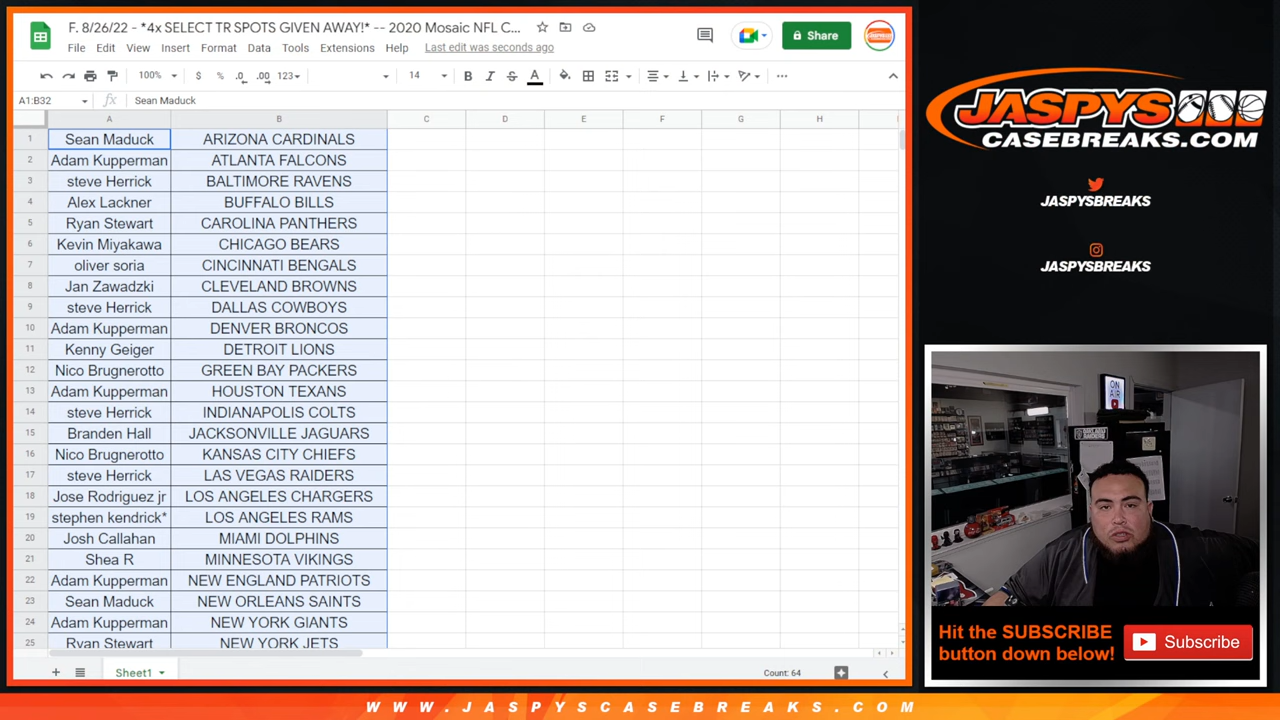 F. 8/26/22 - *4x SELECT TR SPOTS GIVEN AWAY!* -- 2020 Mosaic NFL C...
File Edit View Insert Format Data Tools Extensions Help Last edit was seconds ago
Share
100% $ % .0 .00 123 14 B I S A
A1:B32 fx Sean Maduck
A B C D E F G H I
1 Sean Maduck ARIZONA CARDINALS
2 Adam Kupperman ATLANTA FALCONS
3 steve Herrick BALTIMORE RAVENS
4 Alex Lackner BUFFALO BILLS
5 Ryan Stewart CAROLINA PANTHERS
6 Kevin Miyakawa CHICAGO BEARS
7 oliver soria CINCINNATI BENGALS
8 Jan Zawadzki CLEVELAND BROWNS
9 steve Herrick DALLAS COWBOYS
10 Adam Kupperman DENVER BRONCOS
11 Kenny Geiger DETROIT LIONS
12 Nico Brugnerotto GREEN BAY PACKERS
13 Adam Kupperman HOUSTON TEXANS
14 steve Herrick INDIANAPOLIS COLTS
15 Branden Hall JACKSONVILLE JAGUARS
16 Nico Brugnerotto KANSAS CITY CHIEFS
17 steve Herrick LAS VEGAS RAIDERS
18 Jose Rodriguez jr LOS ANGELES CHARGERS
19 stephen kendrick* LOS ANGELES RAMS
20 Josh Callahan MIAMI DOLPHINS
21 Shea R MINNESOTA VIKINGS
22 Adam Kupperman NEW ENGLAND PATRIOTS
23 Sean Maduck NEW ORLEANS SAINTS
24 Adam Kupperman NEW YORK GIANTS
25 Ryan Stewart NEW YORK JETS
Sheet1 Count: 64
JASPYS
CASEBREAKS.COM
JASPYSBREAKS
JASPYSBREAKS
ON
AIR
Hit the SUBSCRIBE
button down below!
Subscribe
WWW.JASPYSCASEBREAKS.COM